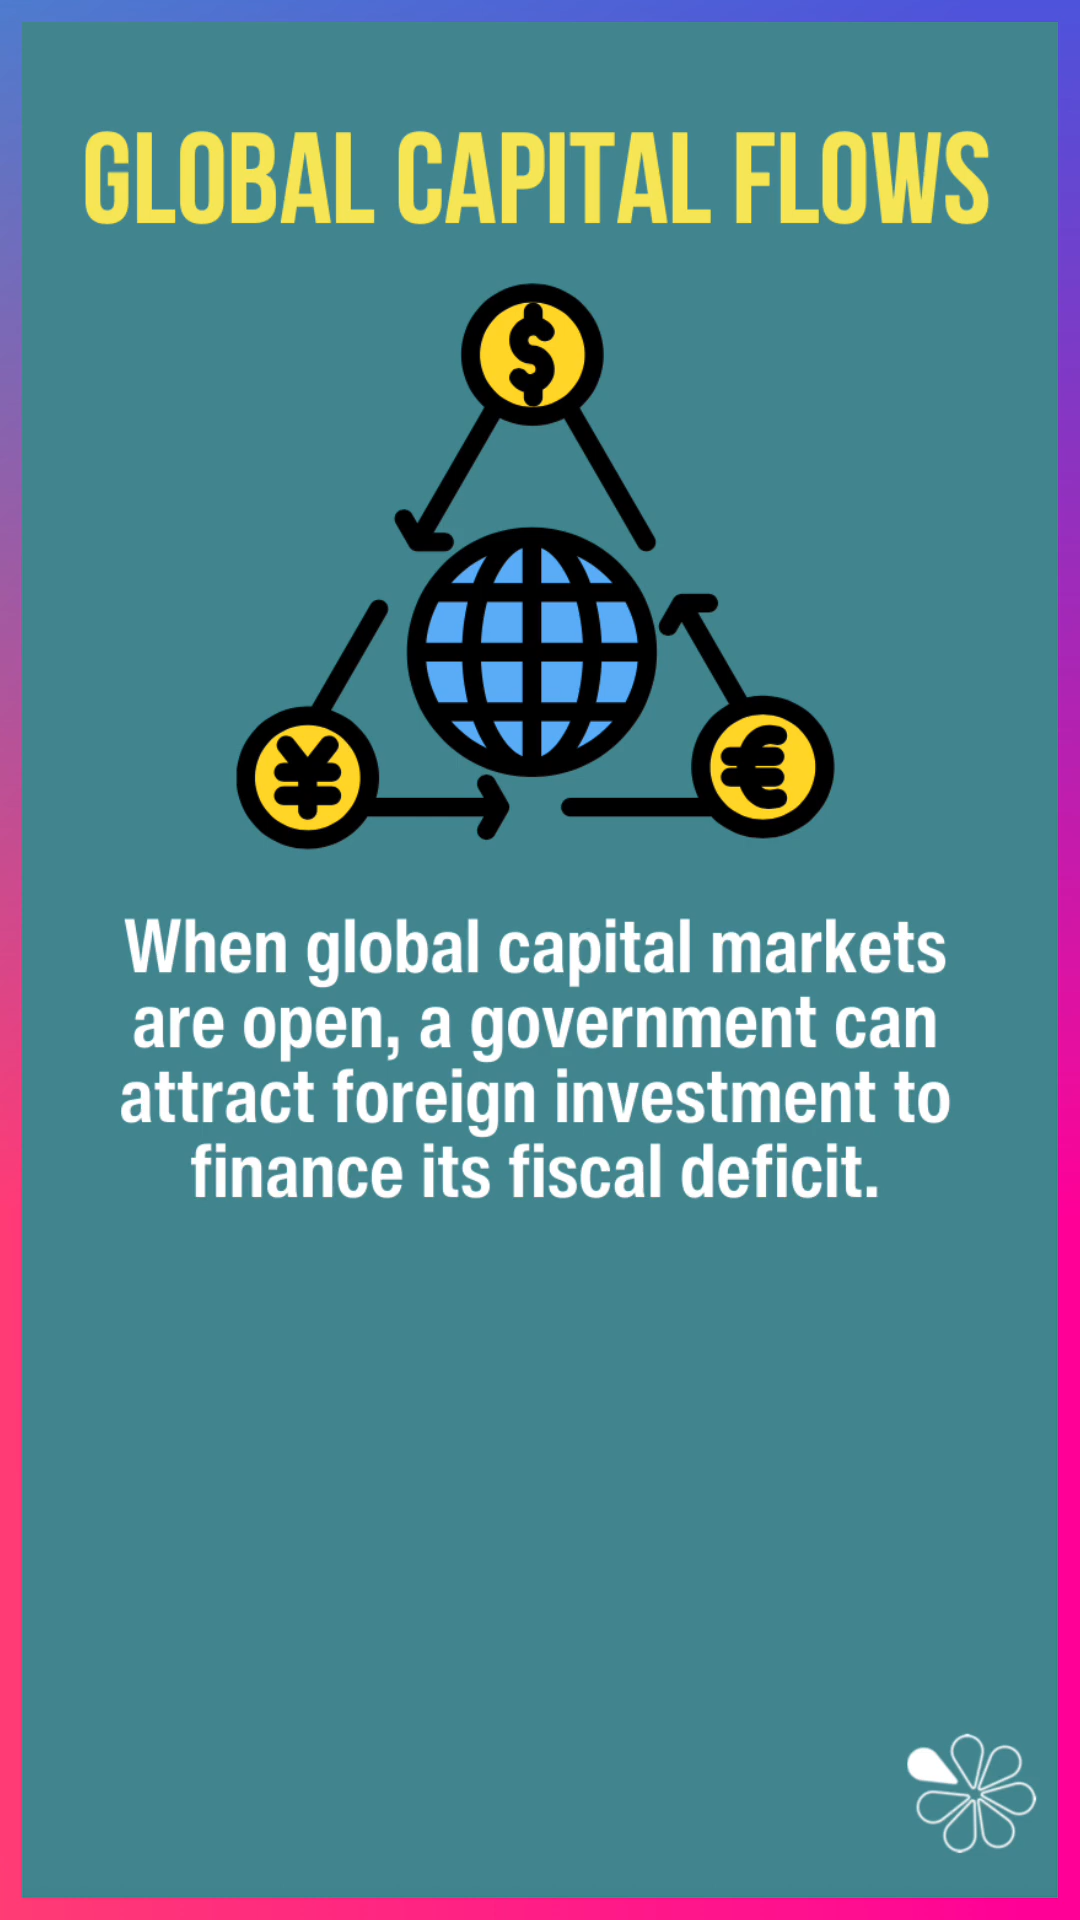 GLOBAL CAPITAL FLOWS
$
¥
€
When global capital markets
are open, a government can
attract foreign investment to
finance its fiscal deficit.